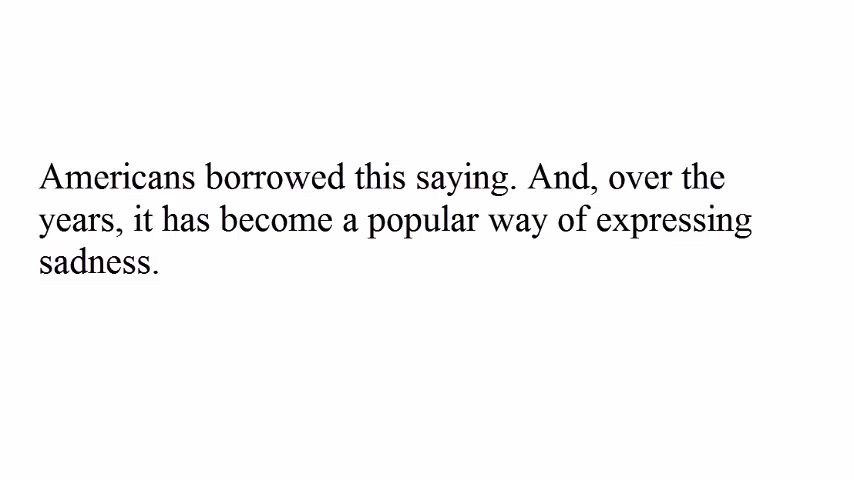 Americans borrowed this saying. And, over the
years, it has become a popular way of expressing
sadness.